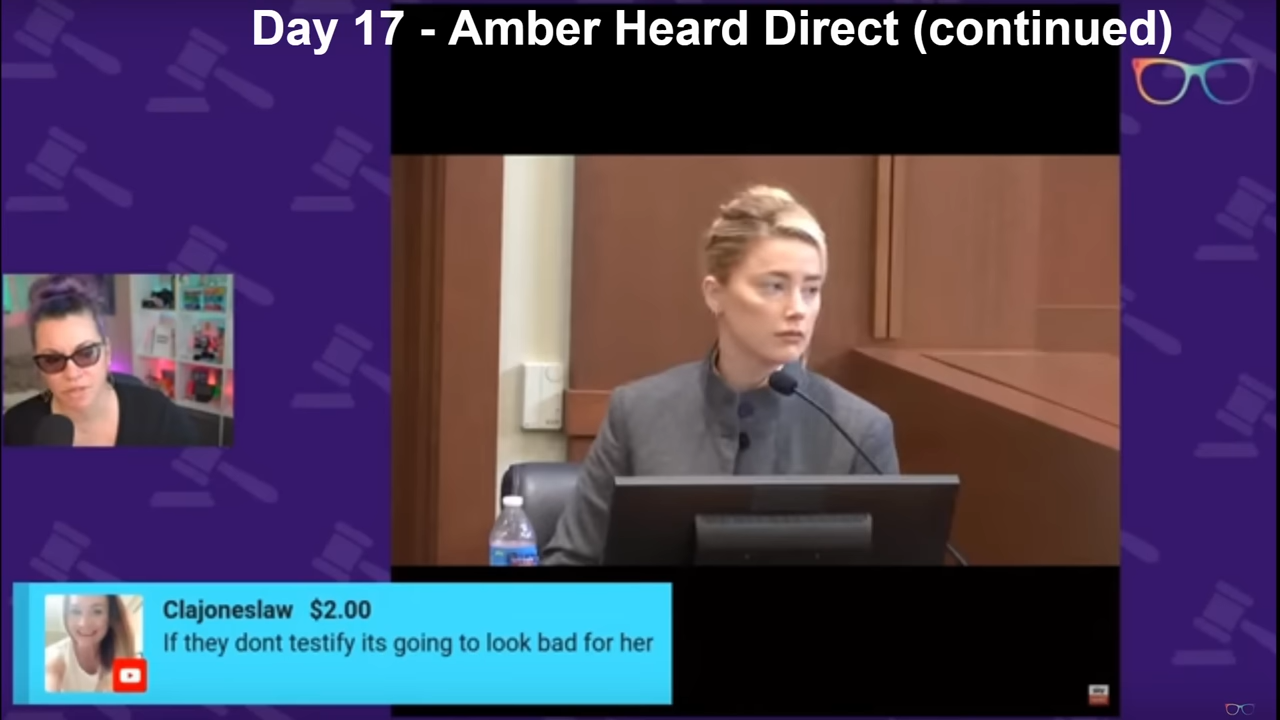 Day 17 - Amber Heard Direct (continued)
Clajoneslaw $2.00
If they dont testify its going to look bad for her